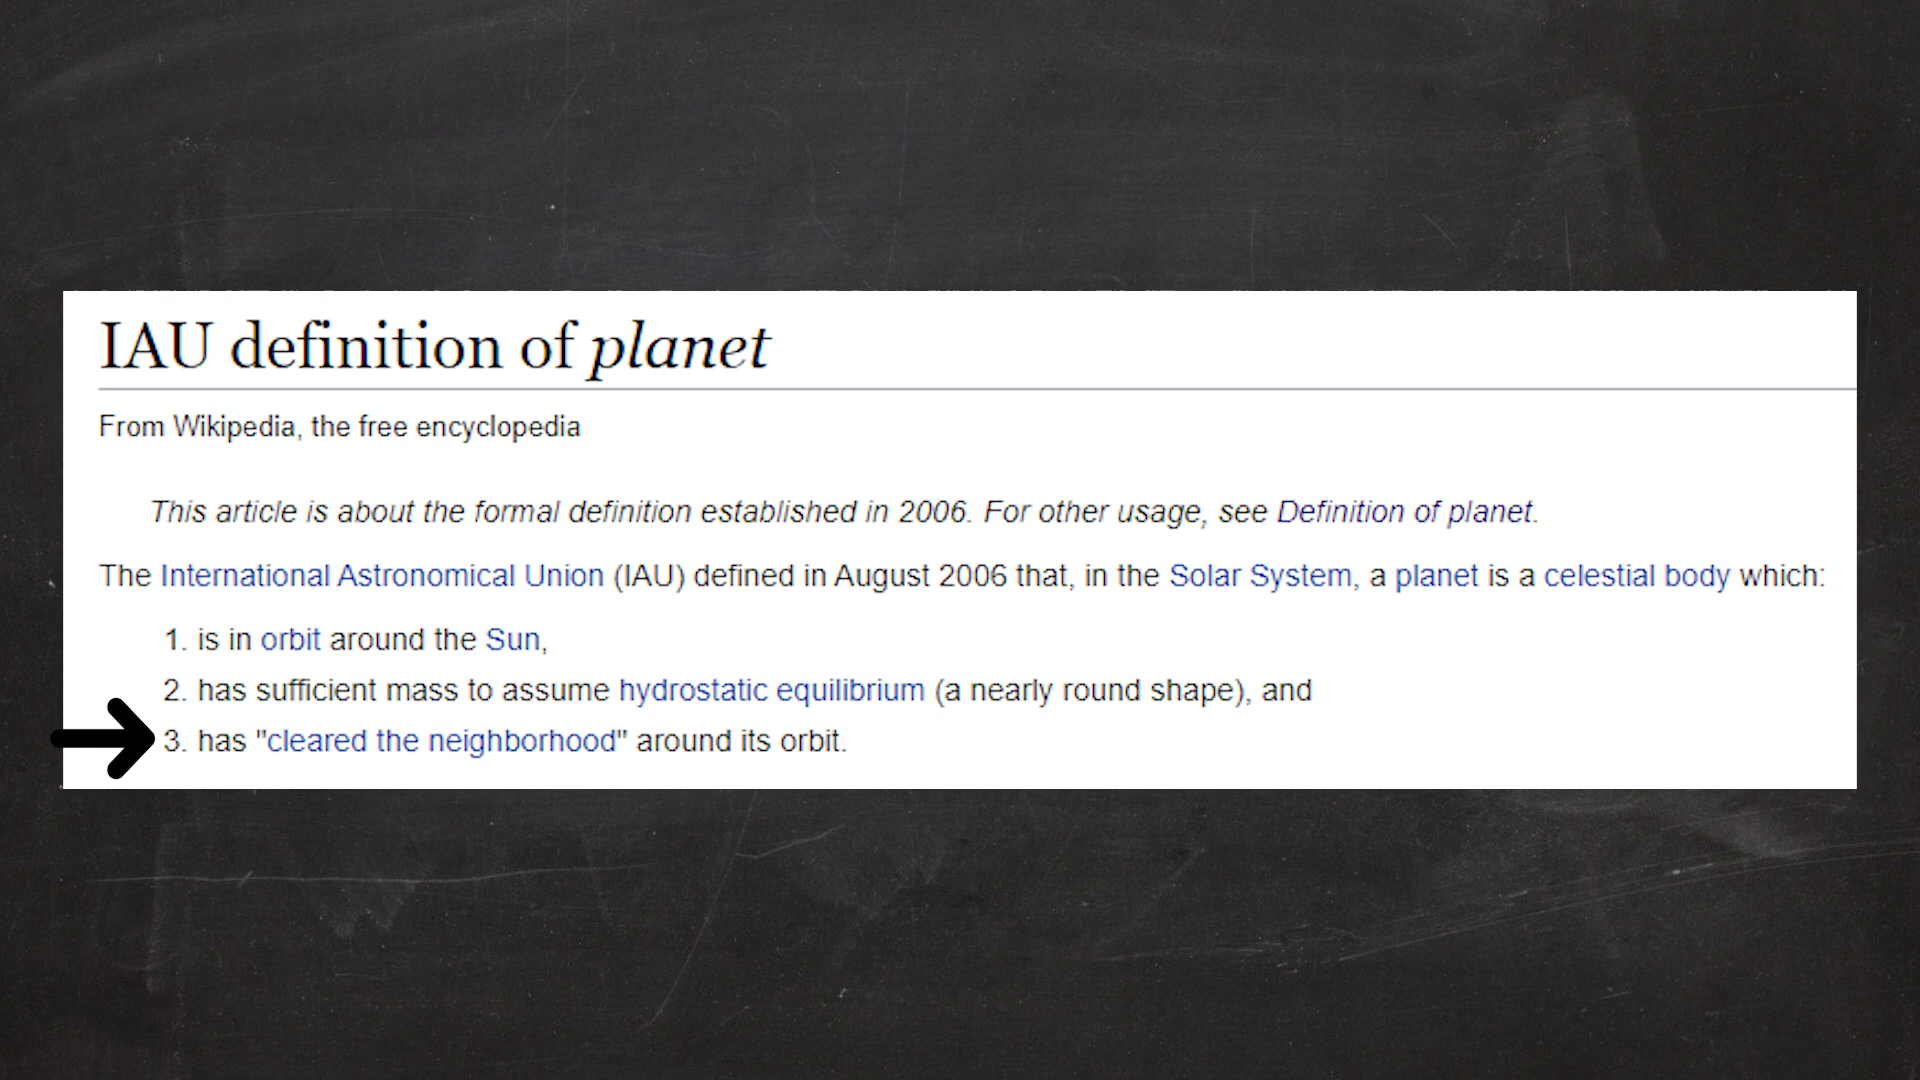 IAU definition of planet
From Wikipedia, the free encyclopedia
This article is about the formal definition established in 2006. For other usage, see Definition of planet.
The International Astronomical Union (IAU) defined in August 2006 that, in the Solar System, a planet is a celestial body which:
1. is in orbit around the Sun,
2. has sufficient mass to assume hydrostatic equilibrium (a nearly round shape), and
3. has "cleared the neighborhood" around its orbit.